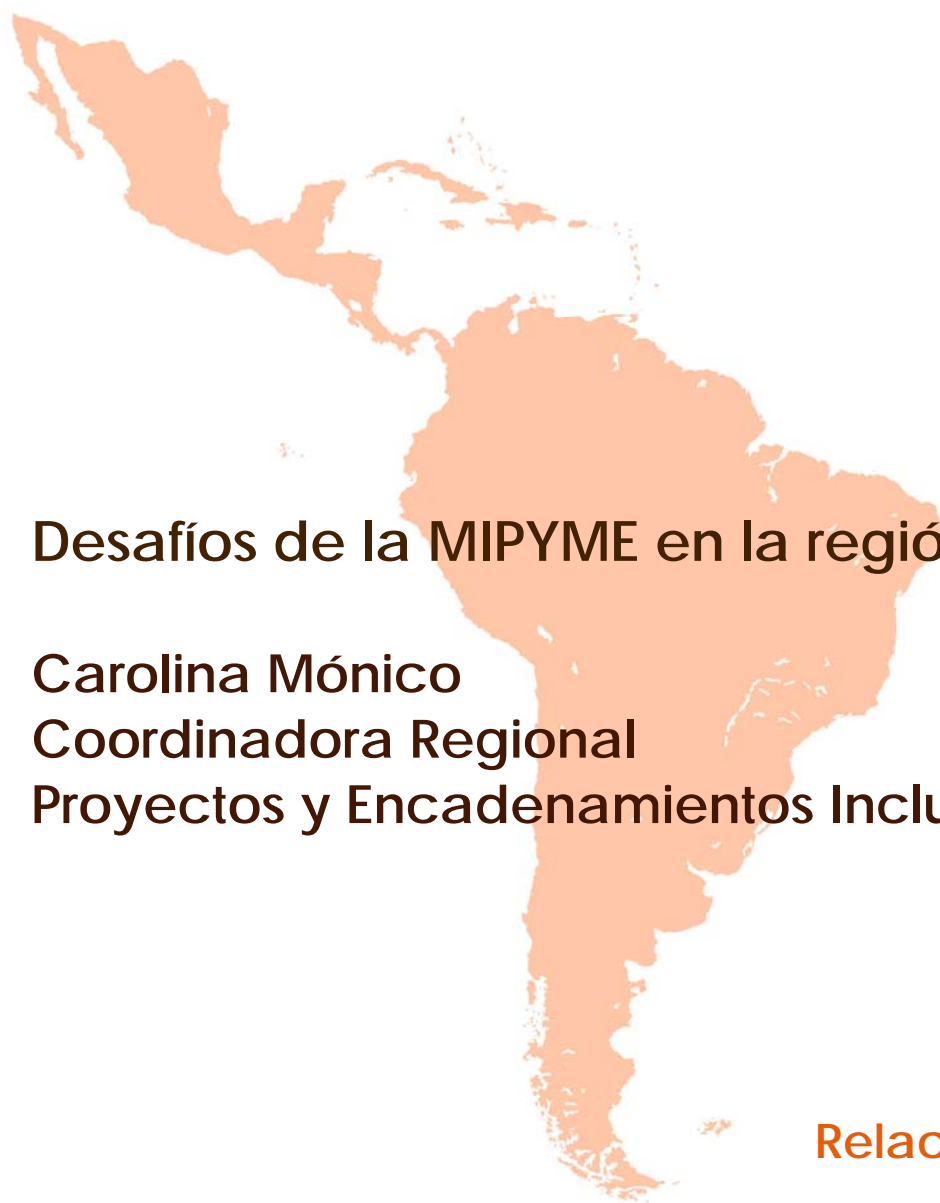 Desafíos de la MIPYME en la regió
Carolina Mónico
Coordinadora Regional
Proyectos y Encadenamientos Inclu
Relac